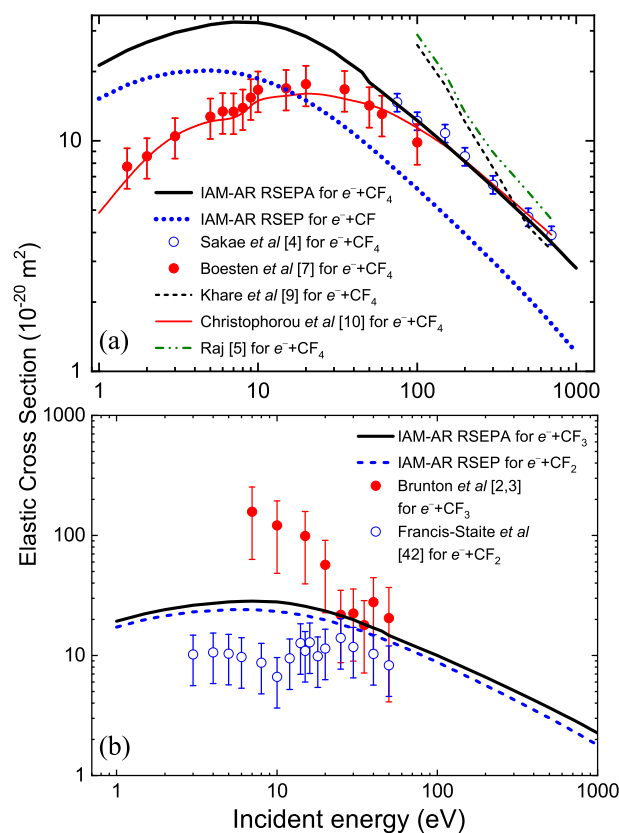 10
1
1
10
100
1000
IAM-AR RSEPA for e⁻+CF₄
IAM-AR RSEP for e⁻+CF
Sakae et al [4] for e⁻+CF₄
Boesten et al [7] for e⁻+CF₄
Khare et al [9] for e⁻+CF₄
Christophorou et al [10] for e⁻+CF₄
Raj [5] for e⁻+CF₄
(a)
Elastic Cross Section (10⁻²⁰ m²)
1000
100
10
1
1
10
100
1000
IAM-AR RSEPA for e⁻+CF₃
IAM-AR RSEP for e⁻+CF₂
Brunton et al [2,3]
for e⁻+CF₃
Francis-Staite et al
[42] for e⁻+CF₂
(b)
Incident energy (eV)